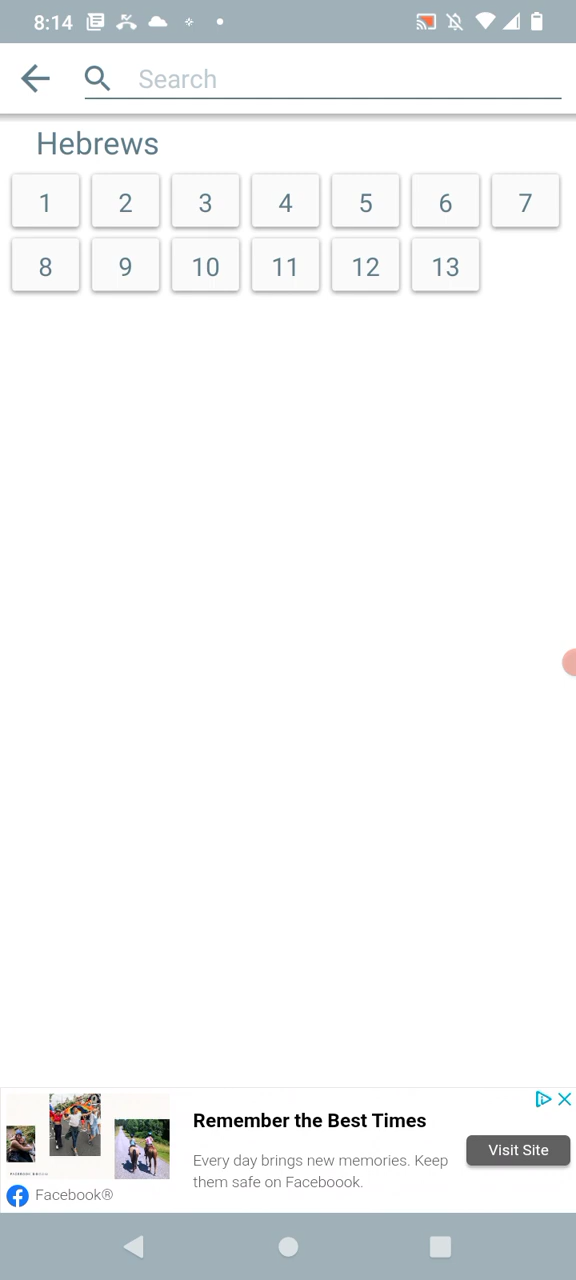 8:14
Search
Hebrews
1 2 3 4 5 6 7
8 9 10 11 12 13
Remember the Best Times
Every day brings new memories. Keep
them safe on Faceboook.
Visit Site
Facebook®